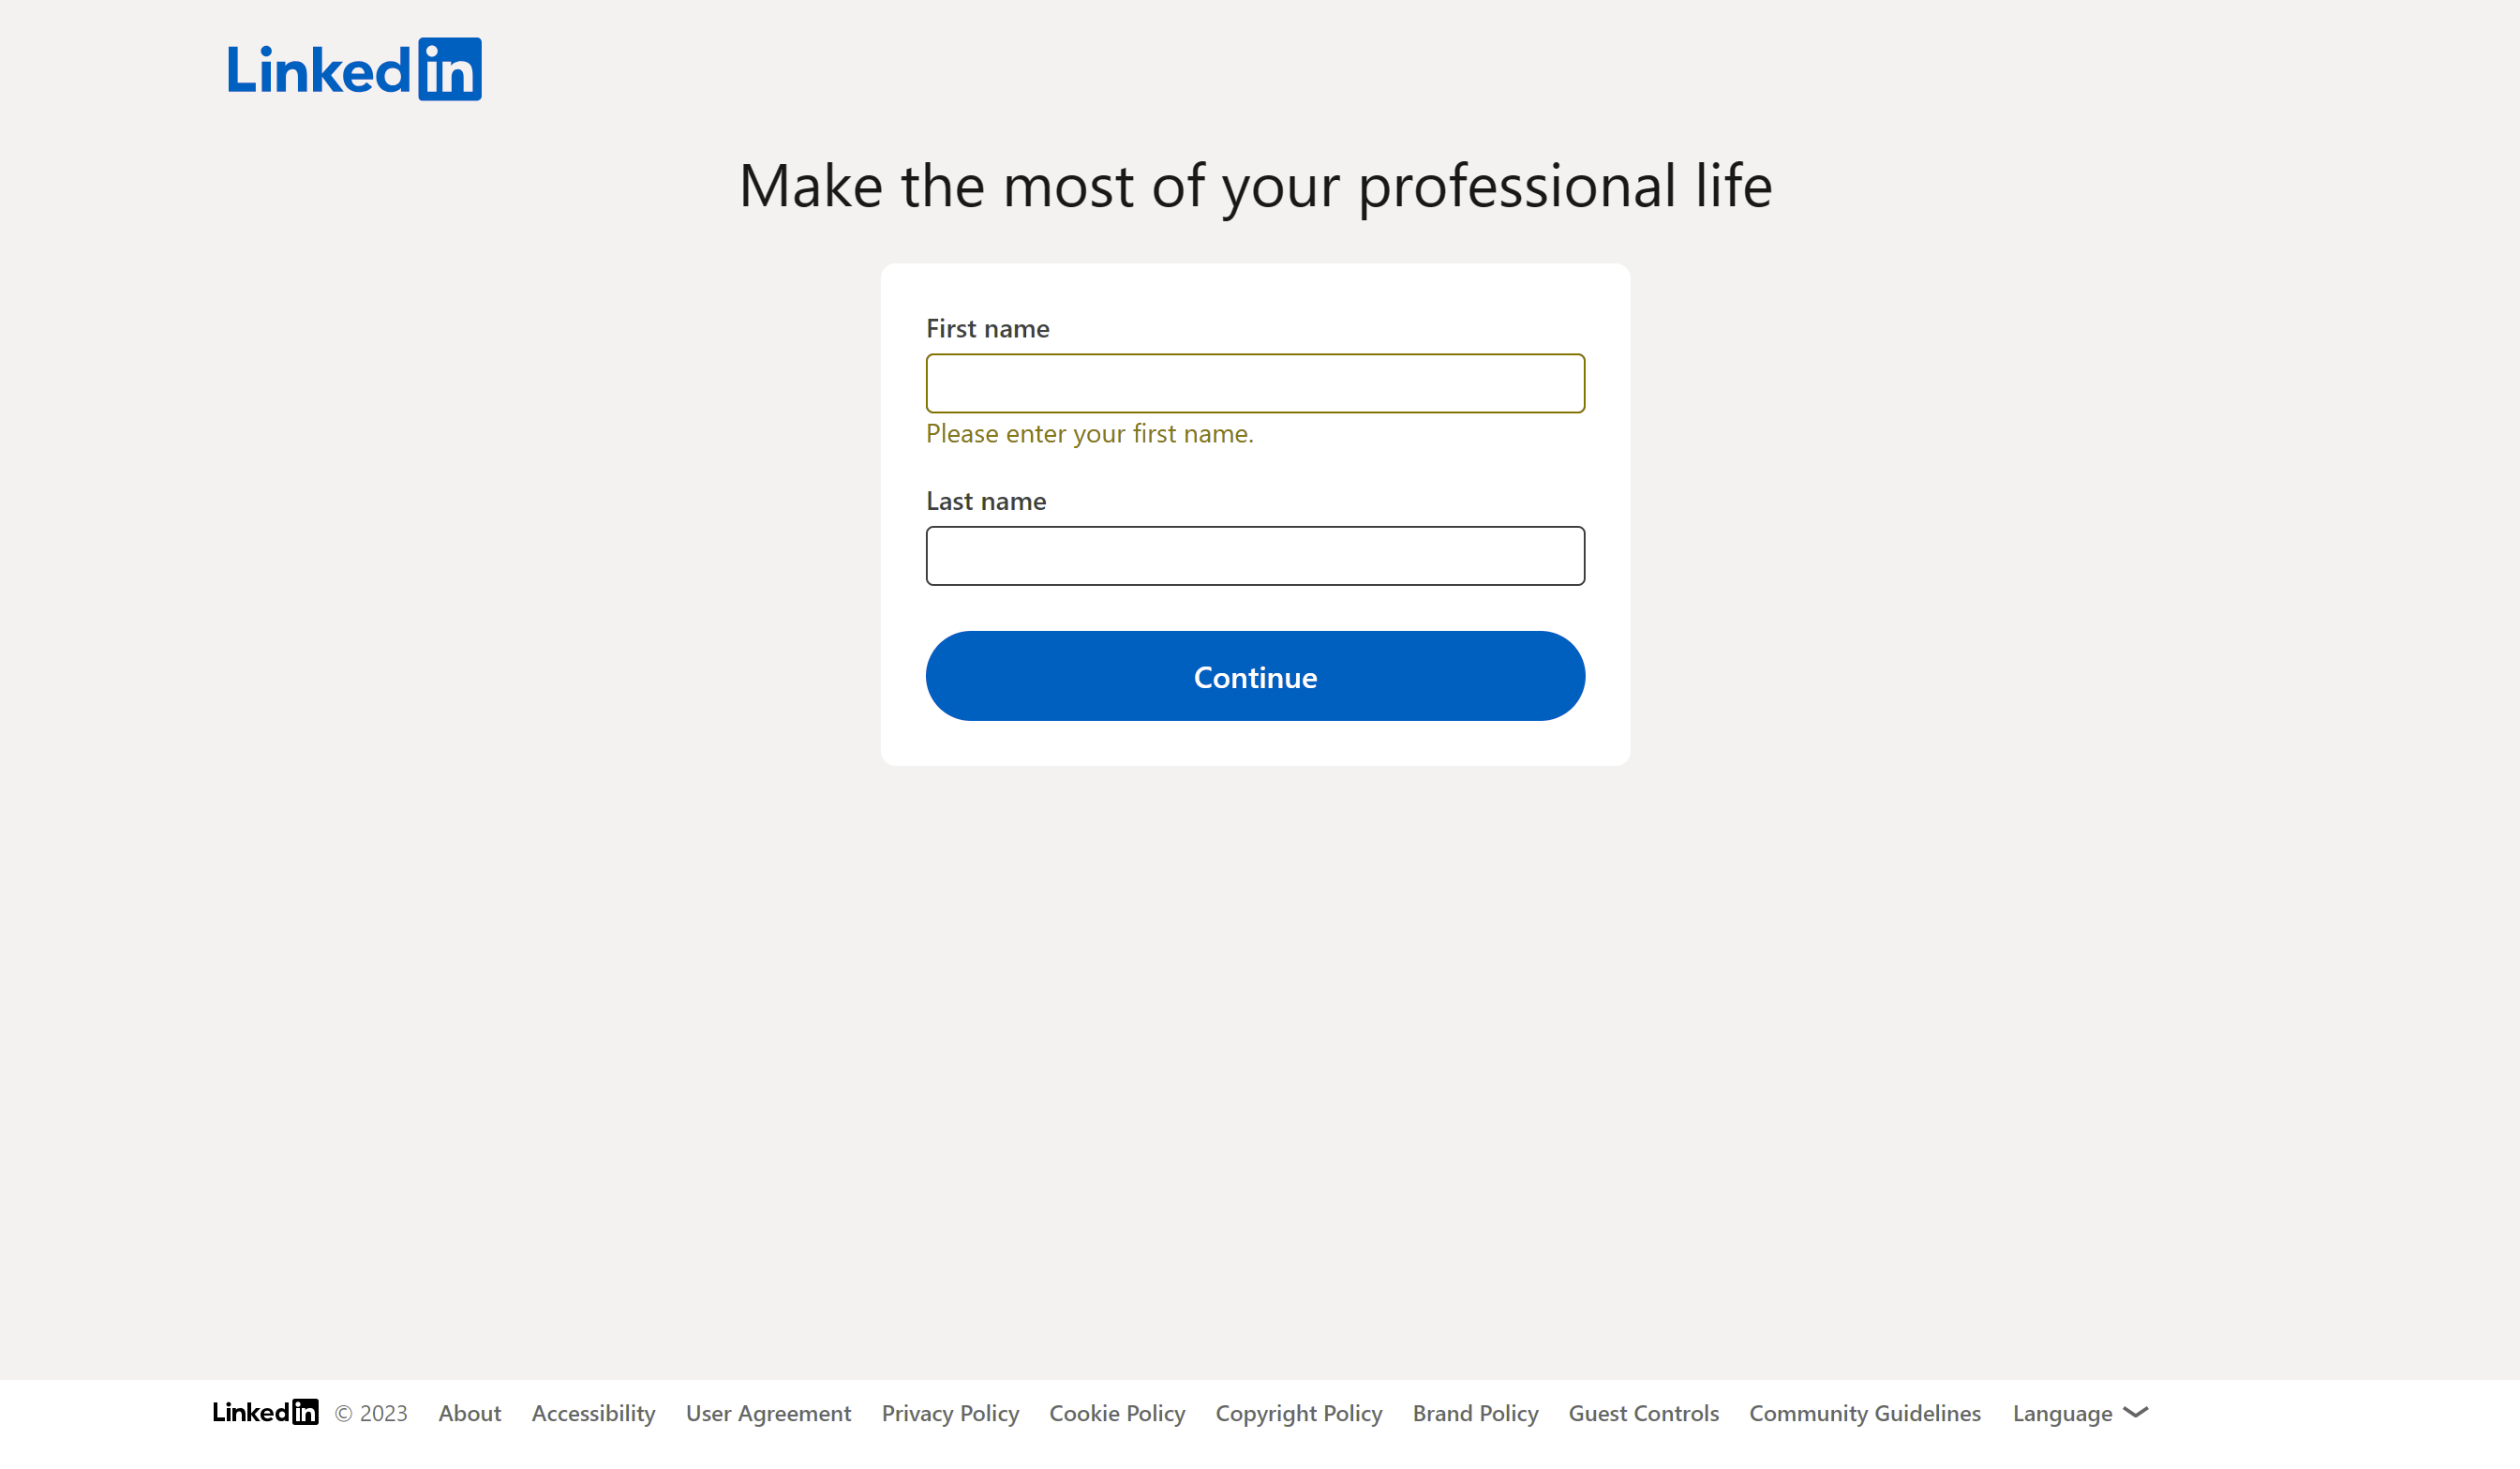 LinkedIn
Make the most of your professional life
First name
Please enter your first name.
Last name
Continue
LinkedIn © 2023 About Accessibility User Agreement Privacy Policy Cookie Policy Copyright Policy Brand Policy Guest Controls Community Guidelines Language